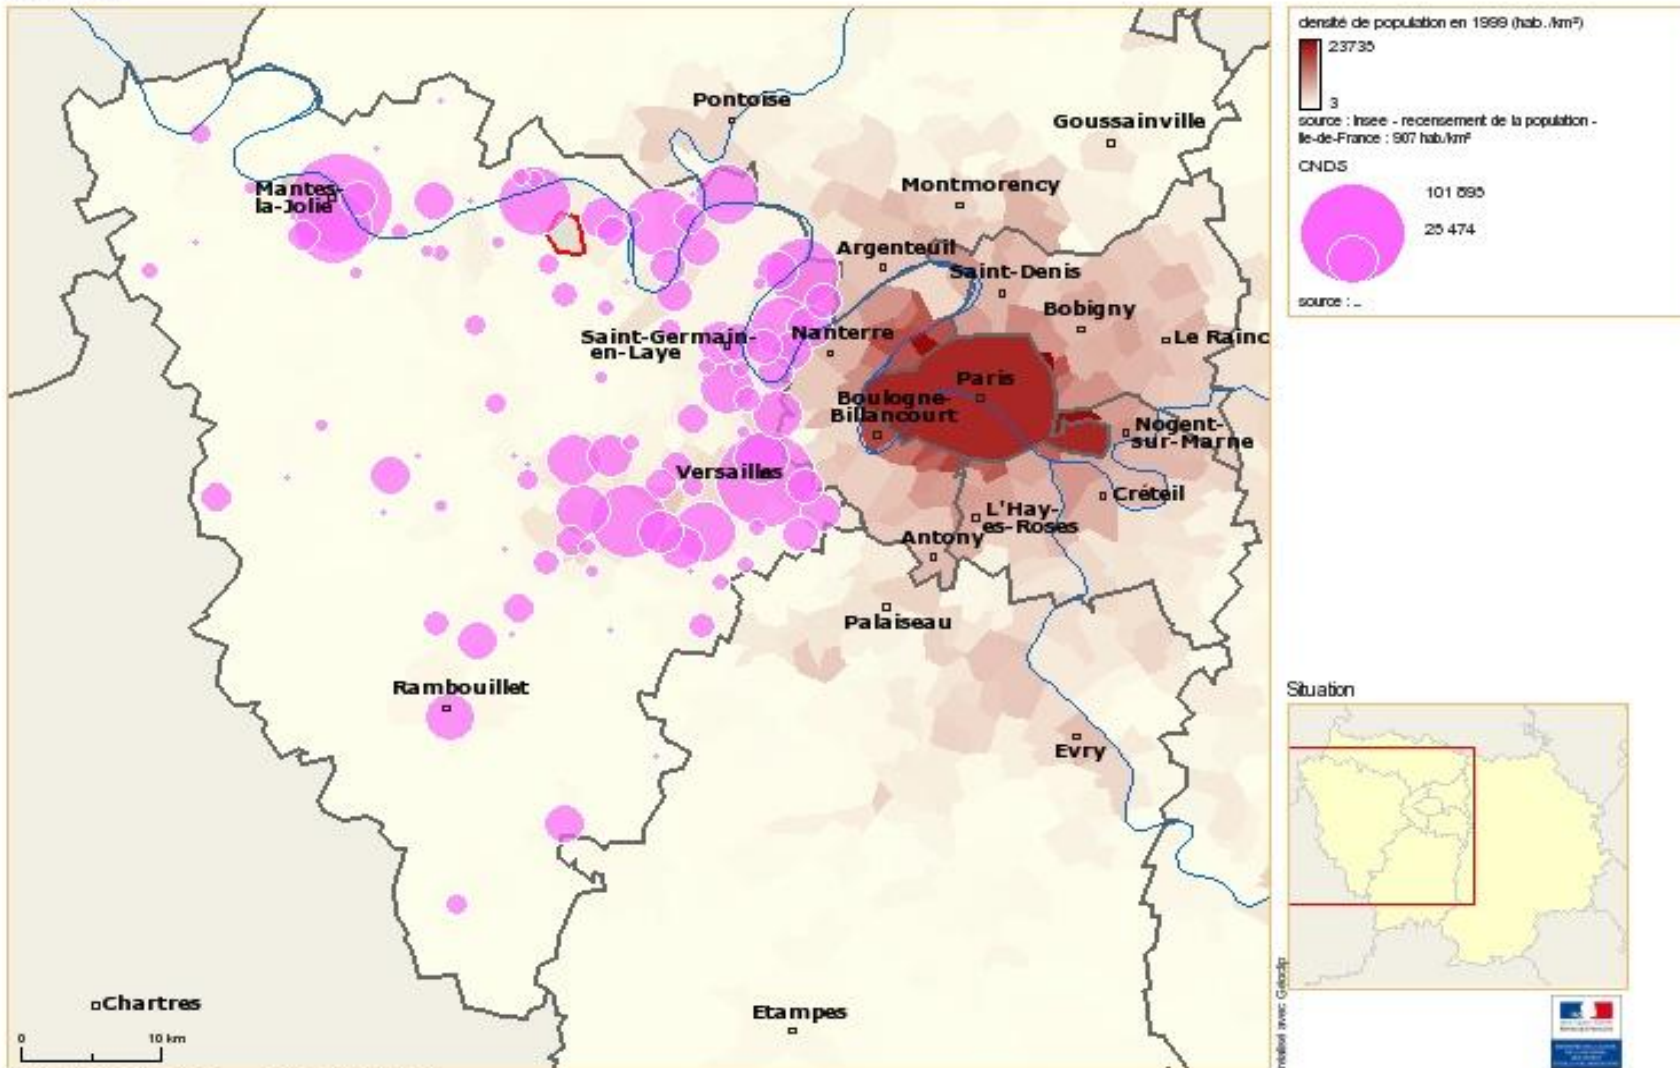 Pontoise
Goussainville
Montmorency
Mantes-
la-Jolie
Argenteuil
Saint-Denis
Bobigny
Saint-Germain-
en-Laye
Nanterre
Le Rainc
Paris
Boulogne-
Billancourt
Nogent-
sur-Marne
Versailles
Créteil
L'Hay-
es-Roses
Antony
Palaiseau
Rambouillet
Evry
Chartres
Etampes
0 10 km
densité de population en 1999 (hab./km²)
23735
3
source : Insee - recensement de la population -
Ile-de-France : 907 hab/km²
CNDS
101 895
25 474
source : ..
Situation